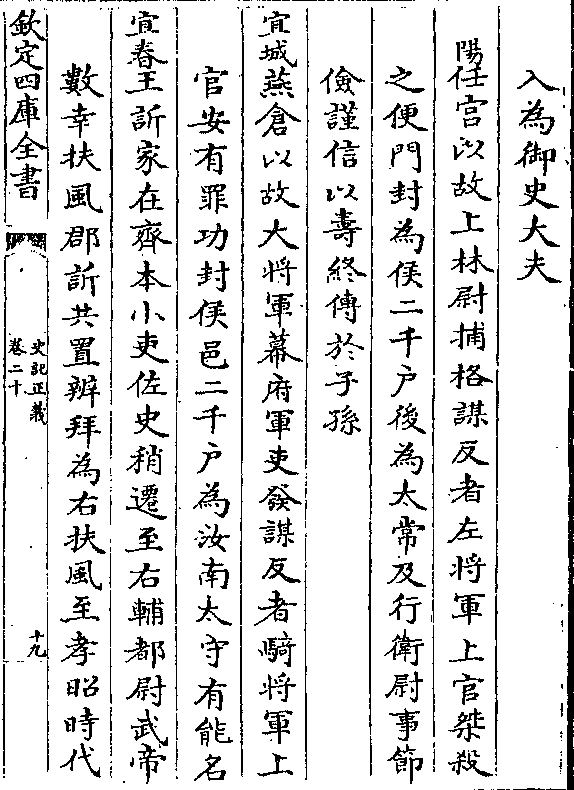 入為御史大夫
陽任宫以故上林尉捕格謀反者左將軍上官桀殺
之便門封為侯二千户後為太常及行衛尉事節
儉謹信以壽終傳於子孫
宜城燕倉以故大將軍幕府軍吏發謀反者騎將軍上
官安有罪功封侯邑二千户為汝南太守有能名
宜春王訢家在齊本小吏佐史稍遷至右輔都尉武帝
數幸扶風郡訢共置辨拜為右扶風至孝昭時代
欽定四庫全書
史記正義
卷二十
十九